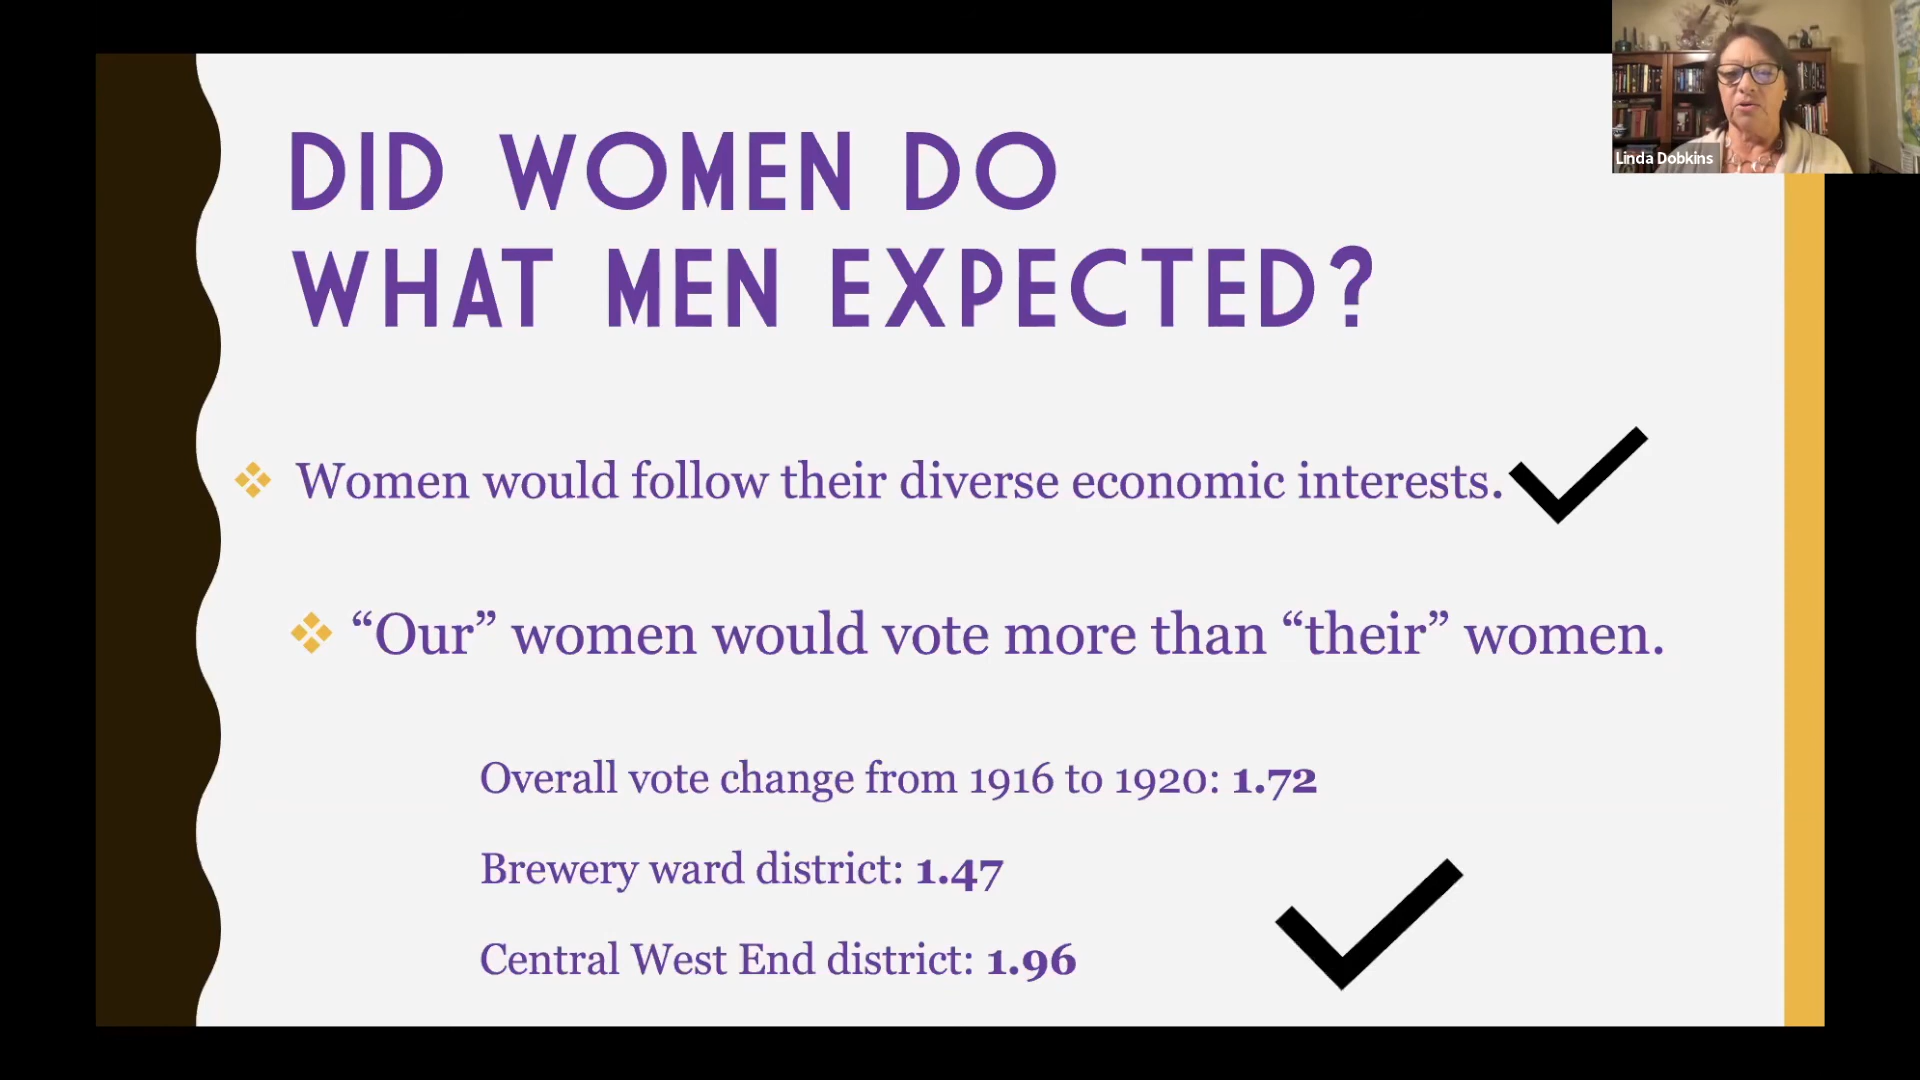 Linda Dobkins
DID WOMEN DO
WHAT MEN EXPECTED?
Women would follow their diverse economic interests.
“Our” women would vote more than “their” women.
Overall vote change from 1916 to 1920: 1.72
Brewery ward district: 1.47
Central West End district: 1.96